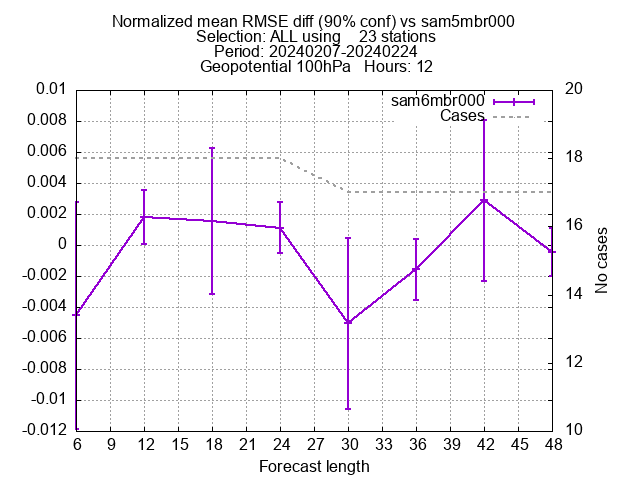 Normalized mean RMSE diff (90% conf) vs sam5mbr000
Selection: ALL using 23 stations
Period: 20240207-20240224
Geopotential 100hPa Hours: 12
sam6mbr000
Cases
0.01
0.008
0.006
0.004
0.002
0
-0.002
-0.004
-0.006
-0.008
-0.01
-0.012
20
18
16
14
12
10
No cases
6 9 12 15 18 21 24 27 30 33 36 39 42 45 48
Forecast length